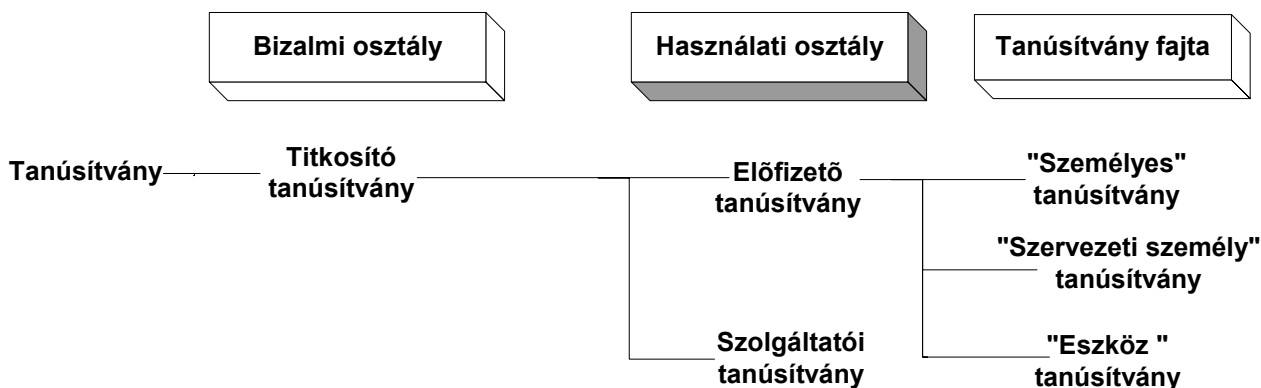 Bizalmi osztály
Használati osztály
Tanúsítvány fajta
Tanúsítvány
Titkosító
tanúsítvány
Elõfizetõ
tanúsítvány
"Személyes"
tanúsítvány
"Szervezeti személy"
tanúsítvány
Szolgáltatói
tanúsítvány
"Eszköz "
tanúsítvány